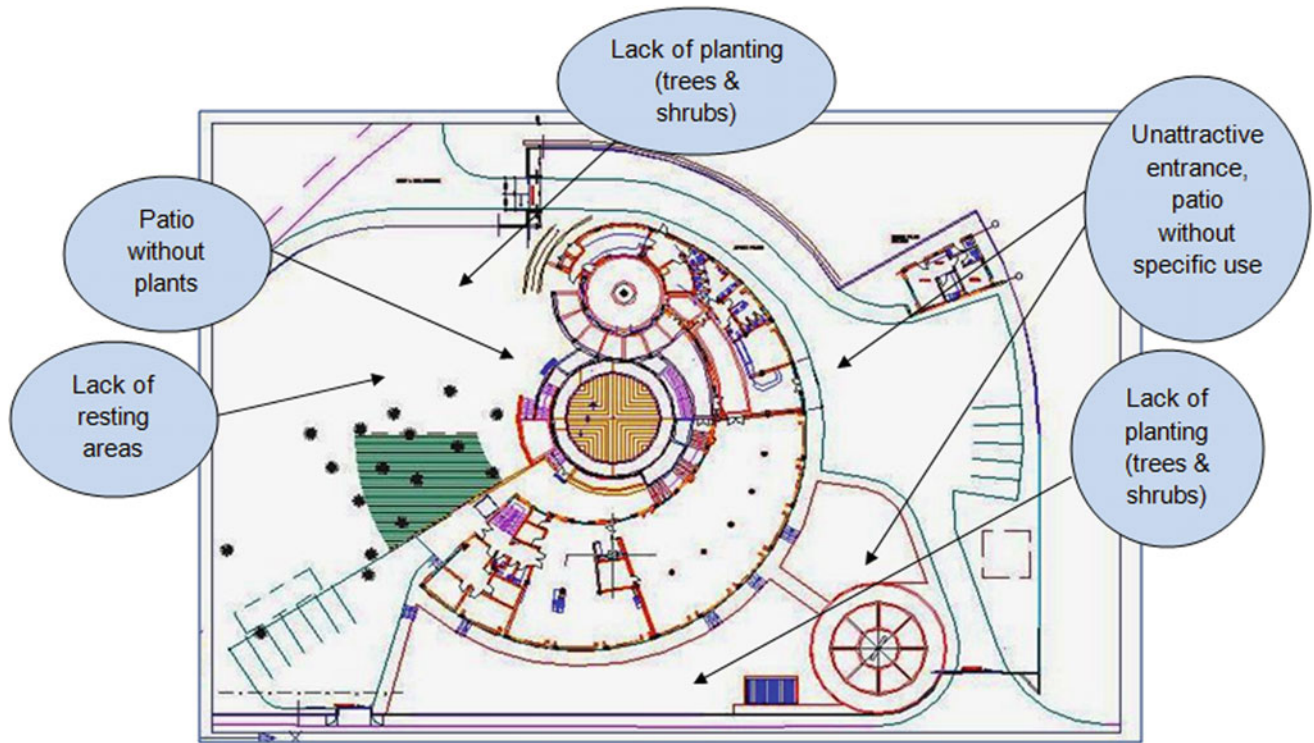 Lack of planting
(trees &
shrubs)
Unattractive
entrance,
patio
without
specific use
Patio
without
plants
Lack of
resting
areas
Lack of
planting
(trees &
shrubs)